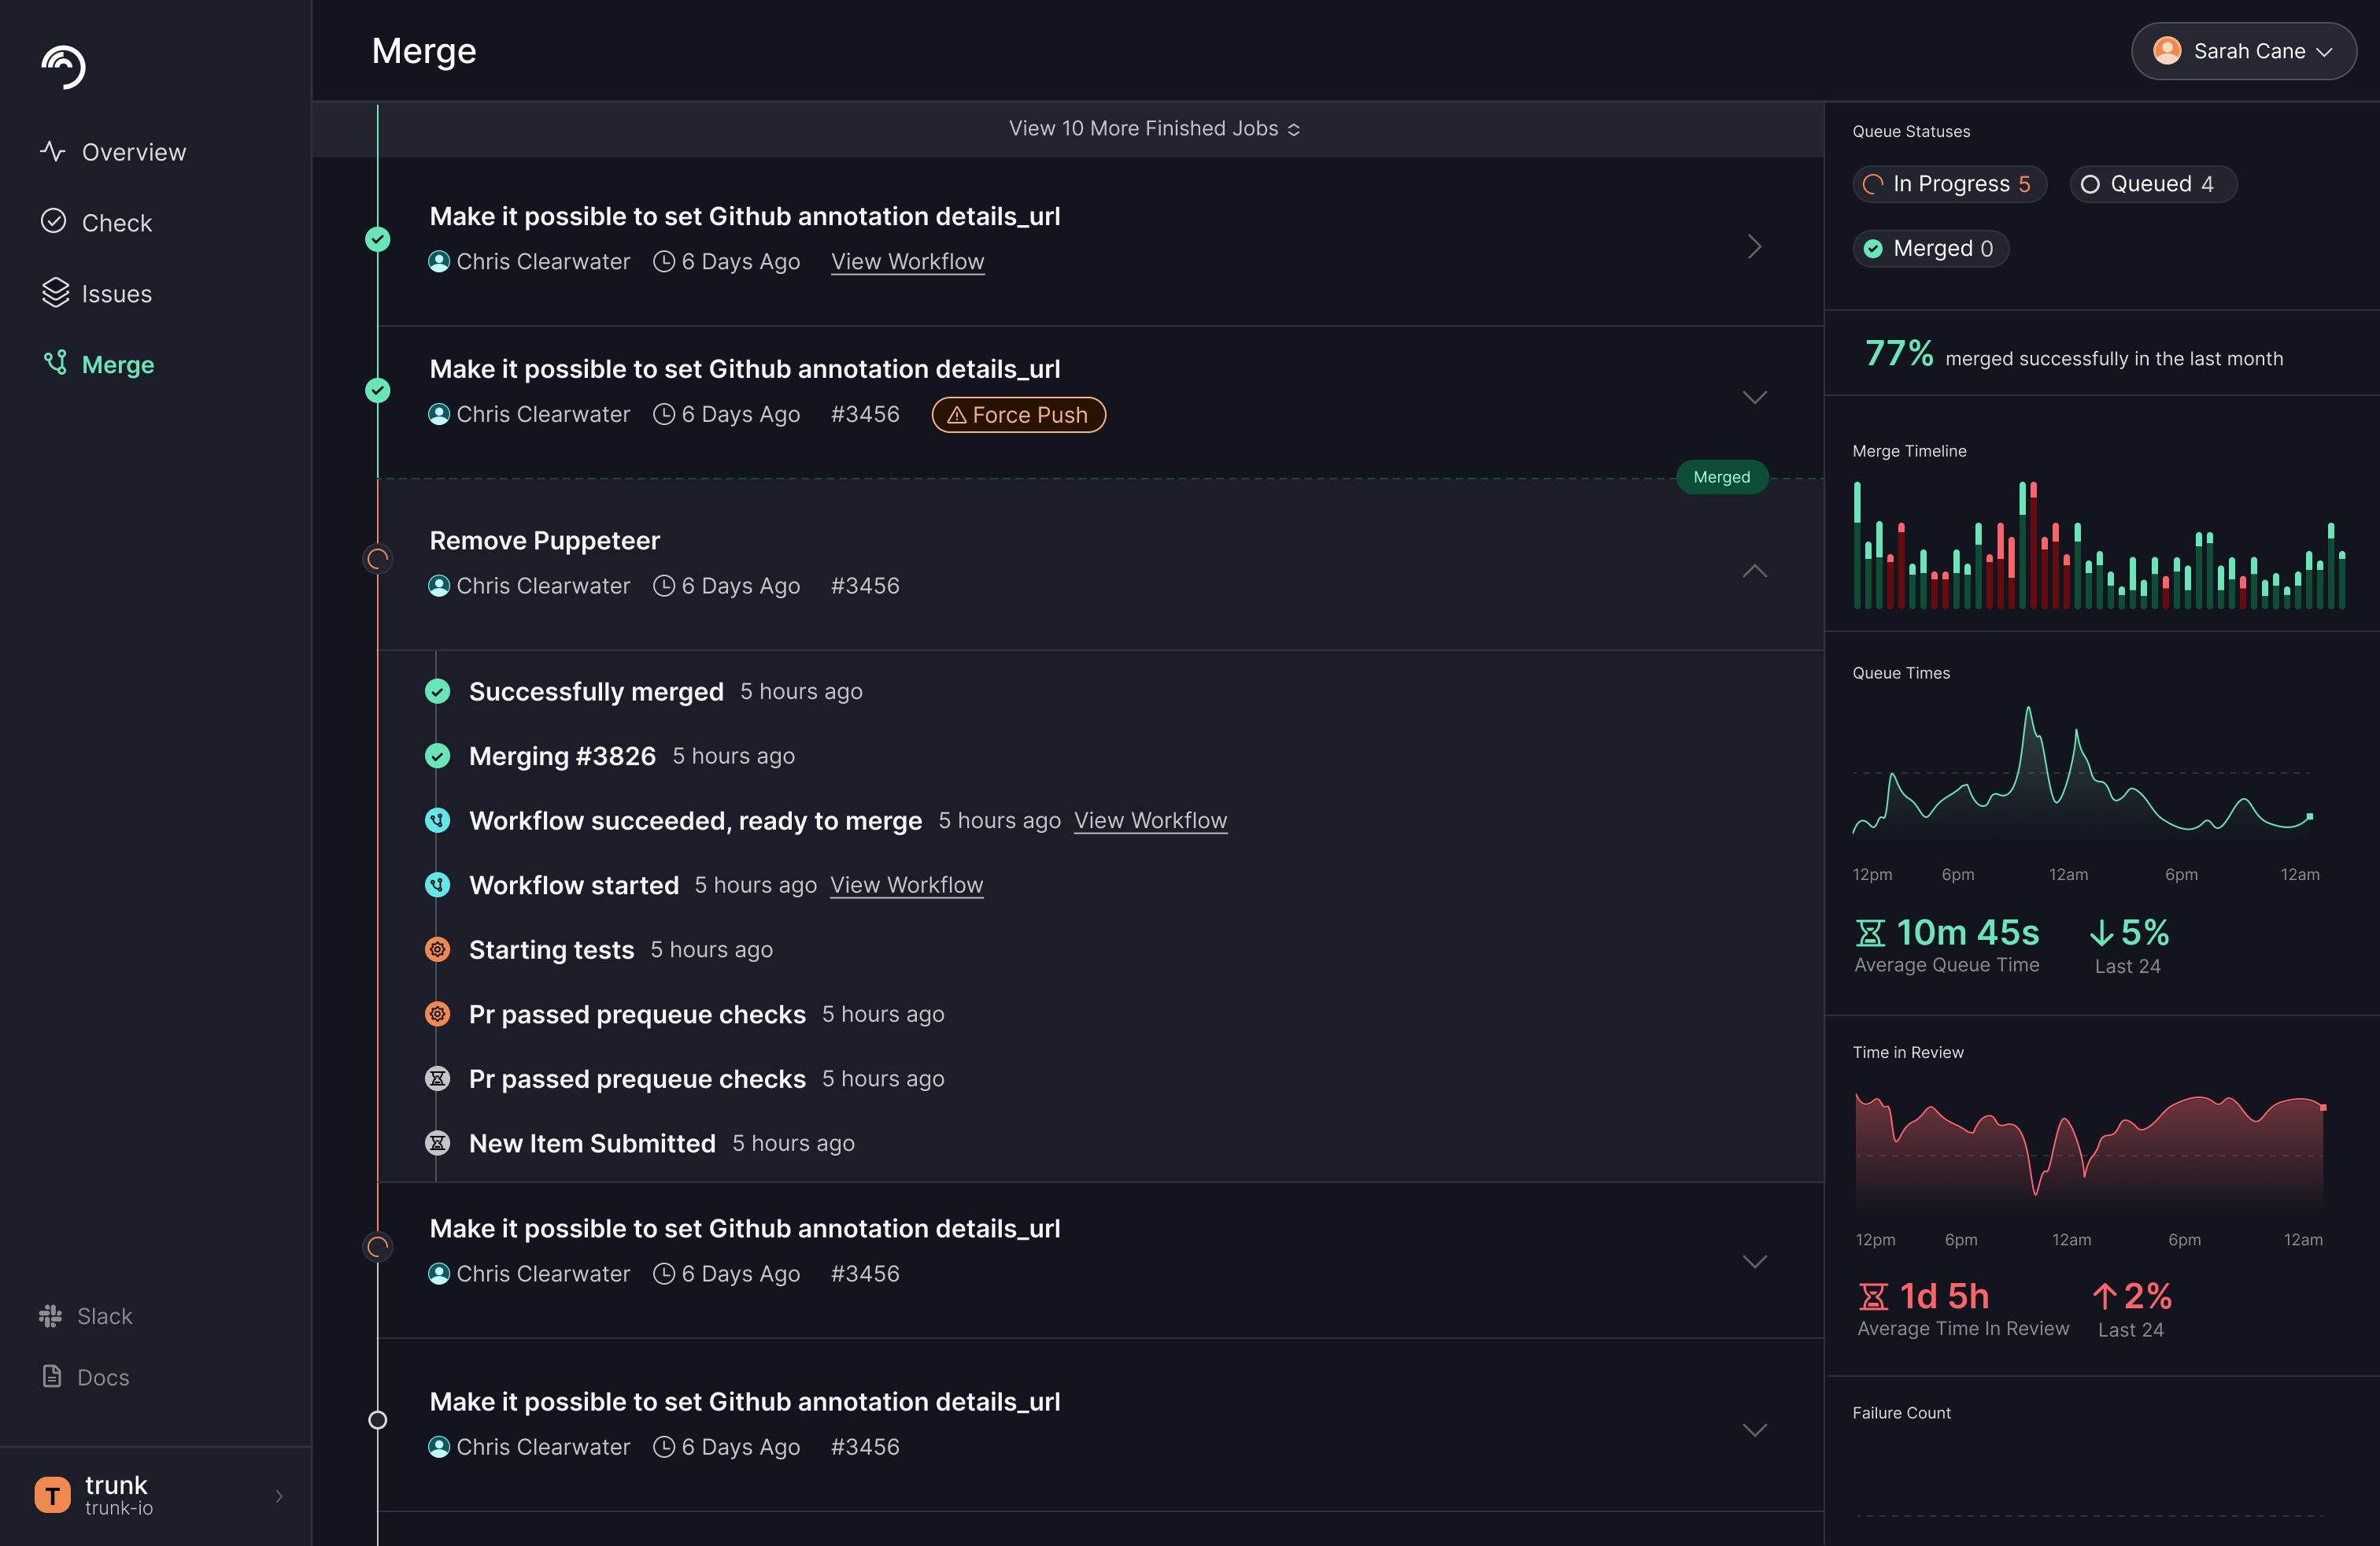 Merge
Sarah Cane
Overview
Check
Issues
Merge
Slack
Docs
T
trunk
trunk-io
View 10 More Finished Jobs
Make it possible to set Github annotation details_url
Chris Clearwater 6 Days Ago View Workflow
Make it possible to set Github annotation details_url
Chris Clearwater 6 Days Ago #3456 Force Push
Merged
Remove Puppeteer
Chris Clearwater 6 Days Ago #3456
Successfully merged 5 hours ago
Merging #3826 5 hours ago
Workflow succeeded, ready to merge 5 hours ago View Workflow
Workflow started 5 hours ago View Workflow
Starting tests 5 hours ago
Pr passed prequeue checks 5 hours ago
Pr passed prequeue checks 5 hours ago
New Item Submitted 5 hours ago
Make it possible to set Github annotation details_url
Chris Clearwater 6 Days Ago #3456
Make it possible to set Github annotation details_url
Chris Clearwater 6 Days Ago #3456
Queue Statuses
In Progress 5 Queued 4
Merged 0
77% merged successfully in the last month
Merge Timeline
Queue Times
12pm 6pm 12am 6pm 12am
10m 45s 5%
Average Queue Time Last 24
Time in Review
12pm 6pm 12am 6pm 12am
1d 5h 2%
Average Time In Review Last 24
Failure Count